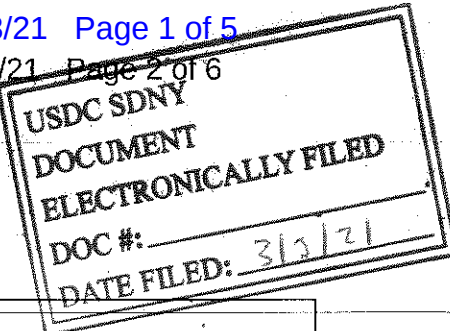 3/21 Page 1 of 5
/21 Page 2 of 6
USDC SDNY
DOCUMENT
ELECTRONICALLY FILED
DOC #:
DATE FILED: 3/3/21